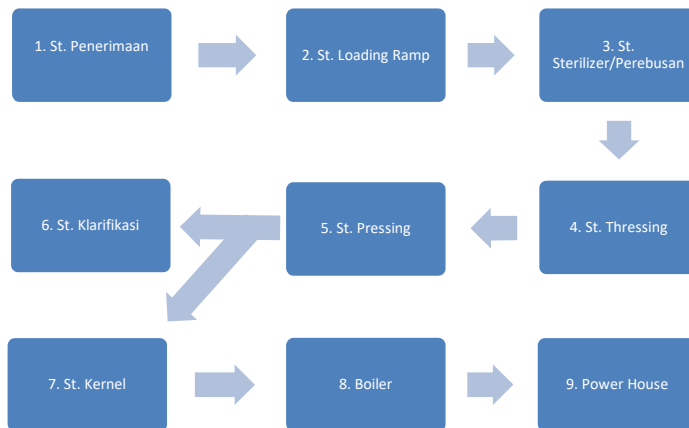 1. St. Penerimaan
2. St. Loading Ramp
3. St.
Sterilizer/Perebusan
6. St. Klarifikasi
5. St. Pressing
4. St. Thressing
7. St. Kernel
8. Boiler
9. Power House